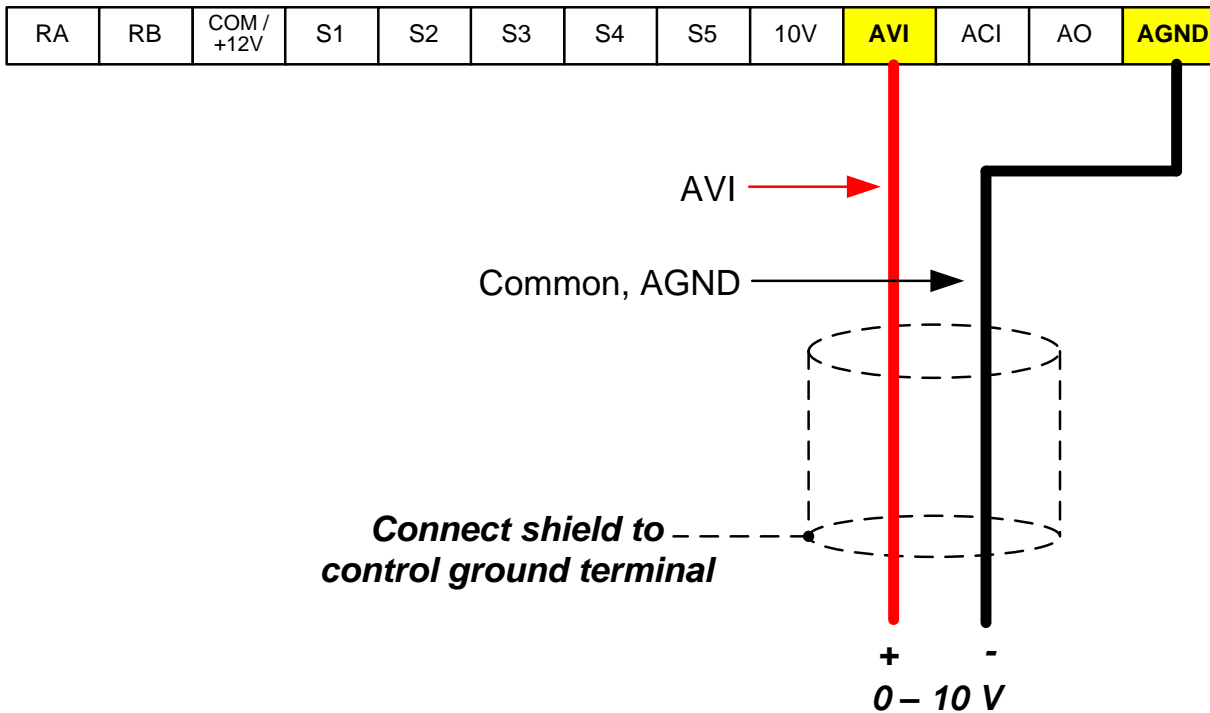 RA RB COM / +12V S1 S2 S3 S4 S5 10V AVI ACI AO AGND
AVI
Common, AGND
Connect shield to
control ground terminal
+ -
0 – 10 V